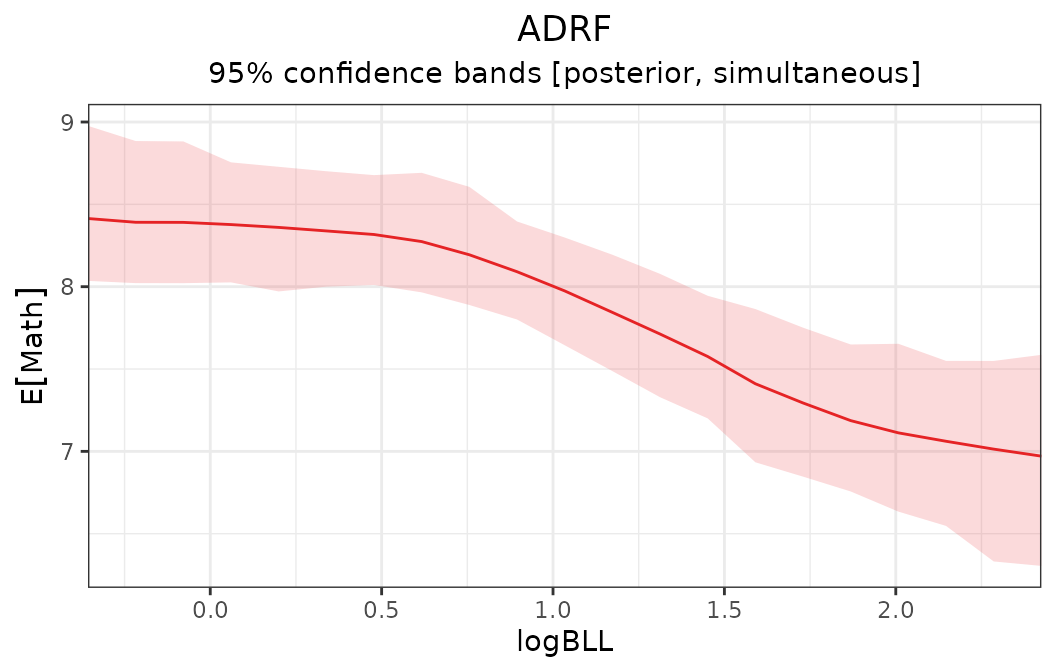 ADRF
95% confidence bands [posterior, simultaneous]
9
8
7
E[Math]
0.0
0.5
1.0
1.5
2.0
logBLL